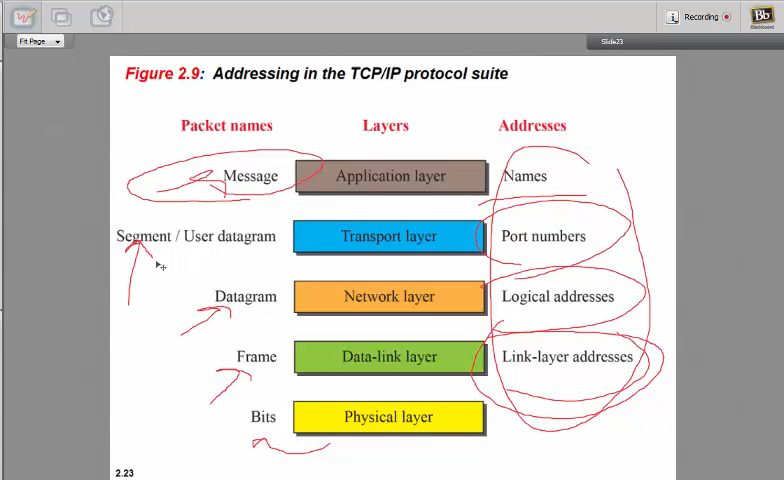 Recording
Bb
Blackboard
Fit Page
Slide23
Figure 2.9: Addressing in the TCP/IP protocol suite
Packet names Layers Addresses
Message Application layer Names
Segment / User datagram Transport layer Port numbers
Datagram Network layer Logical addresses
Frame Data-link layer Link-layer addresses
Bits Physical layer
2.23